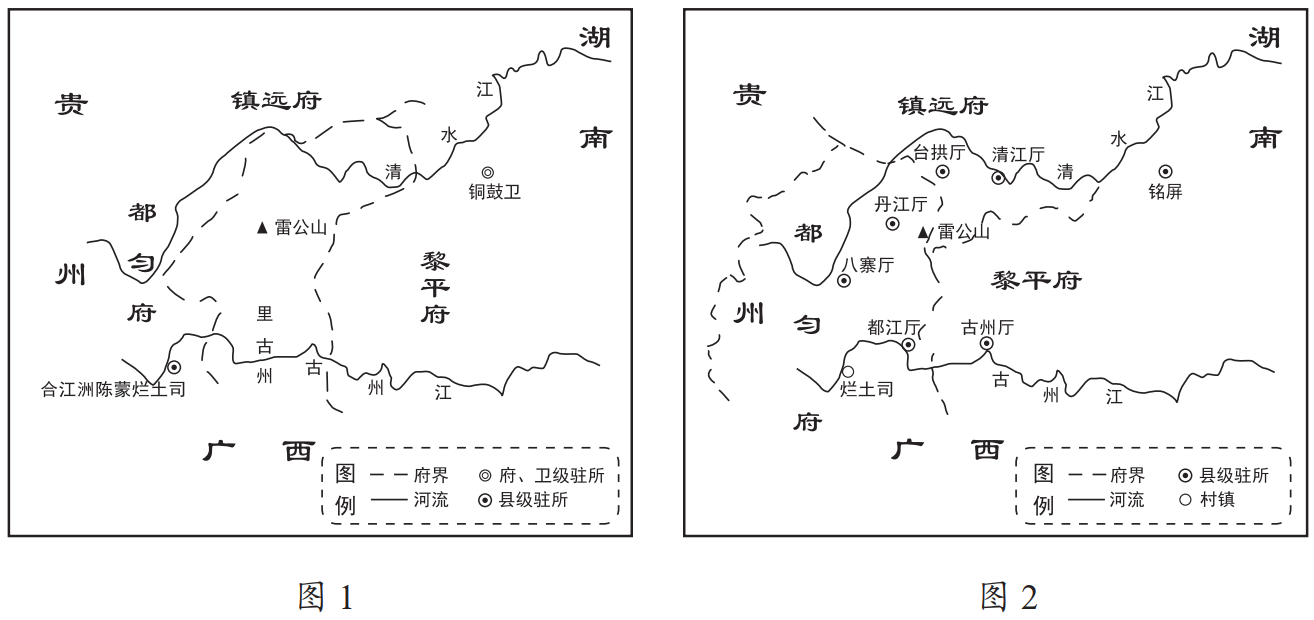 湖
南
贵
州
镇远府
江
水
清
铜鼓卫
都
匀
府
雷公山
黎
平
府
里
古
州
古
州
江
合江洲陈蒙烂土司
广西
图例
府界
府、卫级驻所
河流
县级驻所
图 1
湖
南
贵
州
镇远府
江
水
清
台拱厅
清江厅
铭屏
丹江厅
都
匀
府
雷公山
八寨厅
黎平府
都江厅
古州厅
烂土司
古
州
江
广西
图例
府界
县级驻所
河流
村镇
图 2